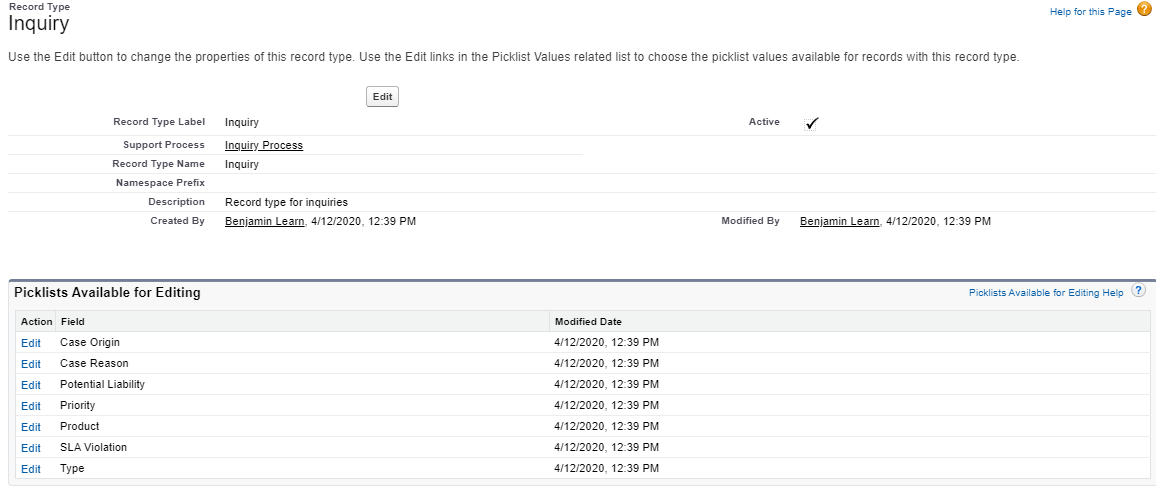 Record Type
Inquiry
Help for this Page ?
Use the Edit button to change the properties of this record type. Use the Edit links in the Picklist Values related list to choose the picklist values available for records with this record type.
Edit
Record Type Label Inquiry Active
Support Process Inquiry Process
Record Type Name Inquiry
Namespace Prefix
Description Record type for inquiries
Created By Benjamin Learn, 4/12/2020, 12:39 PM Modified By Benjamin Learn, 4/12/2020, 12:39 PM
Picklists Available for Editing Picklists Available for Editing Help ?
Action Field Modified Date
Edit Case Origin 4/12/2020, 12:39 PM
Edit Case Reason 4/12/2020, 12:39 PM
Edit Potential Liability 4/12/2020, 12:39 PM
Edit Priority 4/12/2020, 12:39 PM
Edit Product 4/12/2020, 12:39 PM
Edit SLA Violation 4/12/2020, 12:39 PM
Edit Type 4/12/2020, 12:39 PM